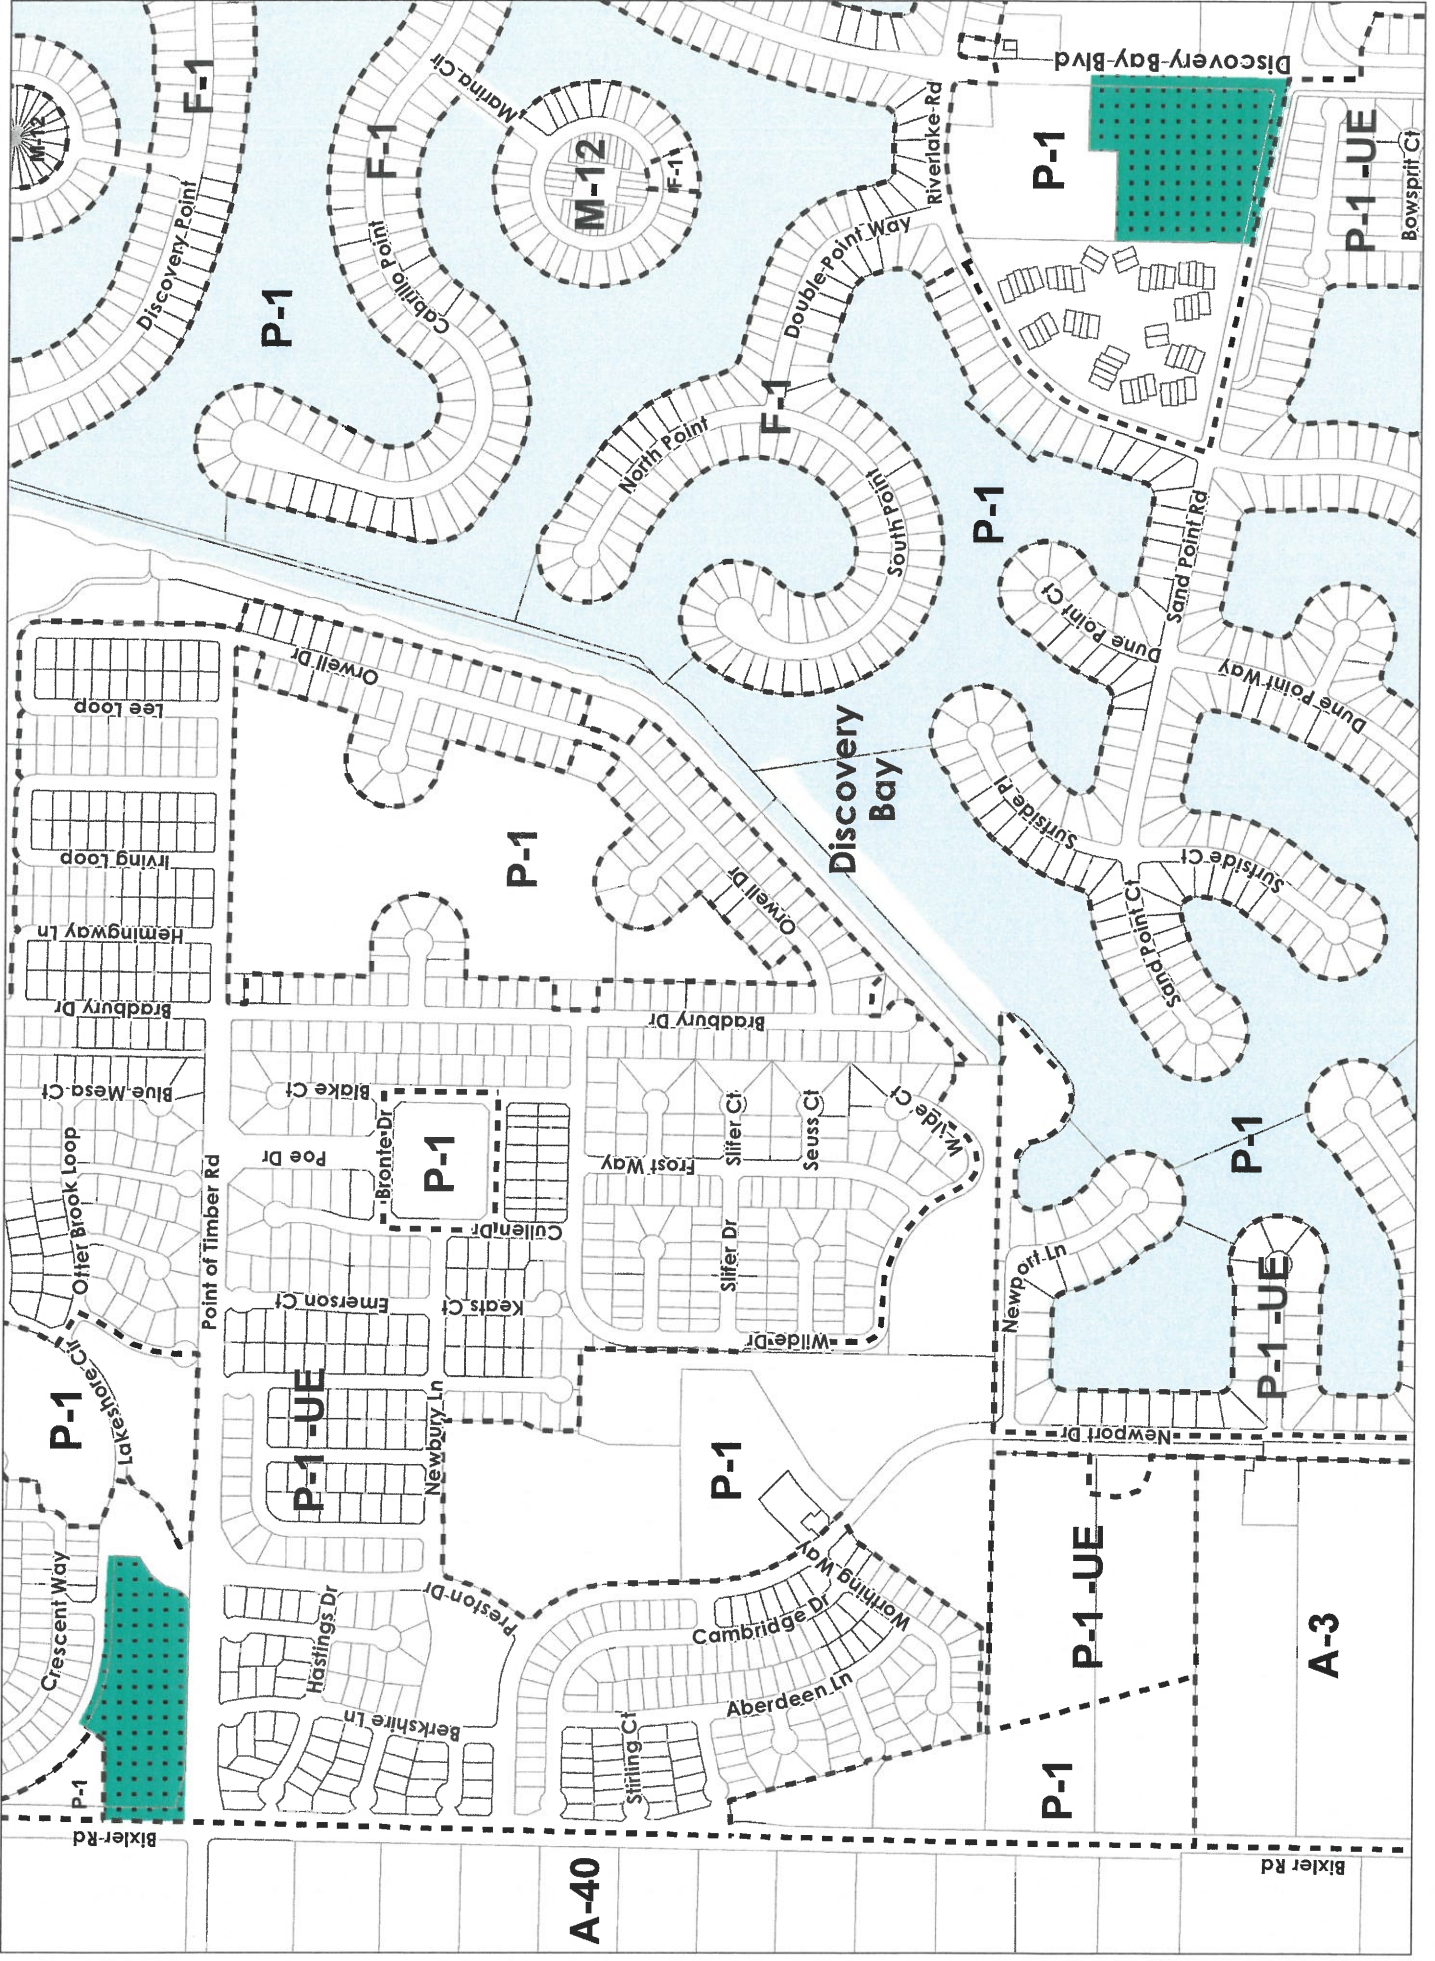 M-12
F-1
Discovery Point
P-1
F-1
Marina Cir
Cabrillo Point
M-12
F-1
Riverlake Rd
Discovery Bay Blvd
P-1
P-1-UE
Bowsprit Ct
Double Point Way
F-1
North Point
South Point
P-1
Sand Point Rd
Dune Point Ct
Dune Point Way
Discovery
Bay
Surfside Pl
Surfside Ct
Sand Point Ct
Lee Loop
Orwell Dr
Irving Loop
P-1
Hemingway Ln
Orwell Dr
Bradbury Dr
Bradbury Dr
Blue Mesa Ct
Blake Ct
Otter Brook Loop
Poe Dr
Bronte Dr
P-1
Frost Way
Slifer Ct
Seuss Ct
Wilde Ct
P-1
Cullen Dr
Point of Timber Rd
Emerson Ct
Keats Ct
Slifer Dr
Wilde Dr
Newport Ln
P-1-UE
P-1
Lakeshore Cir
P-1-UE
Newbury Ln
P-1
Newport Dr
Crescent Way
Hastings Dr
Preston Dr
Cambridge Dr
Worthing Way
P-1-UE
A-3
Berkshire Ln
Aberdeen Ln
Stirling Ct
P-1
P-1
Bixler Rd
Bixler Rd
A-40